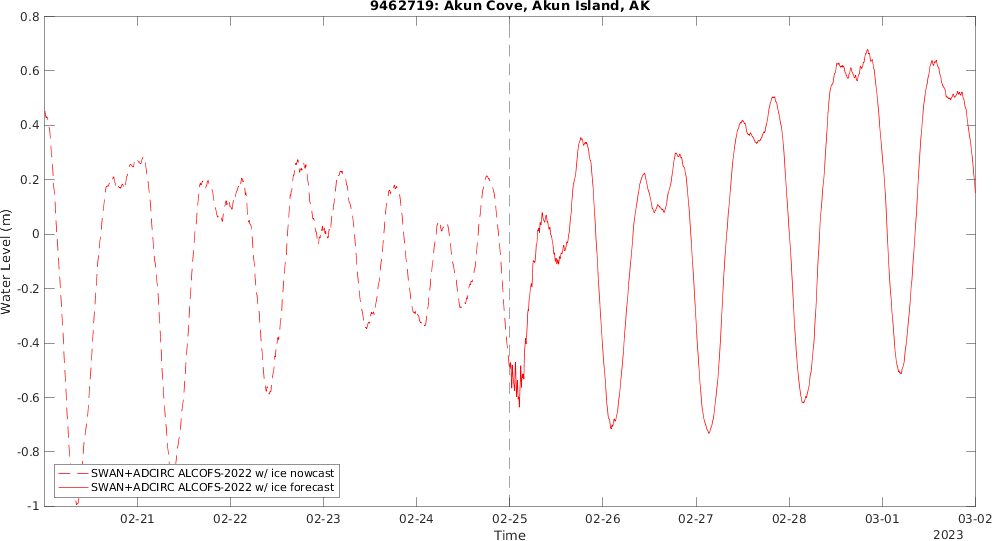 9462719: Akun Cove, Akun Island, AK
0.8
0.6
0.4
0.2
0
-0.2
-0.4
-0.6
-0.8
-1
Water Level (m)
SWAN+ADCIRC ALCOFS-2022 w/ ice nowcast
SWAN+ADCIRC ALCOFS-2022 w/ ice forecast
02-21 02-22 02-23 02-24 02-25 02-26 02-27 02-28 03-01 03-02
Time
2023